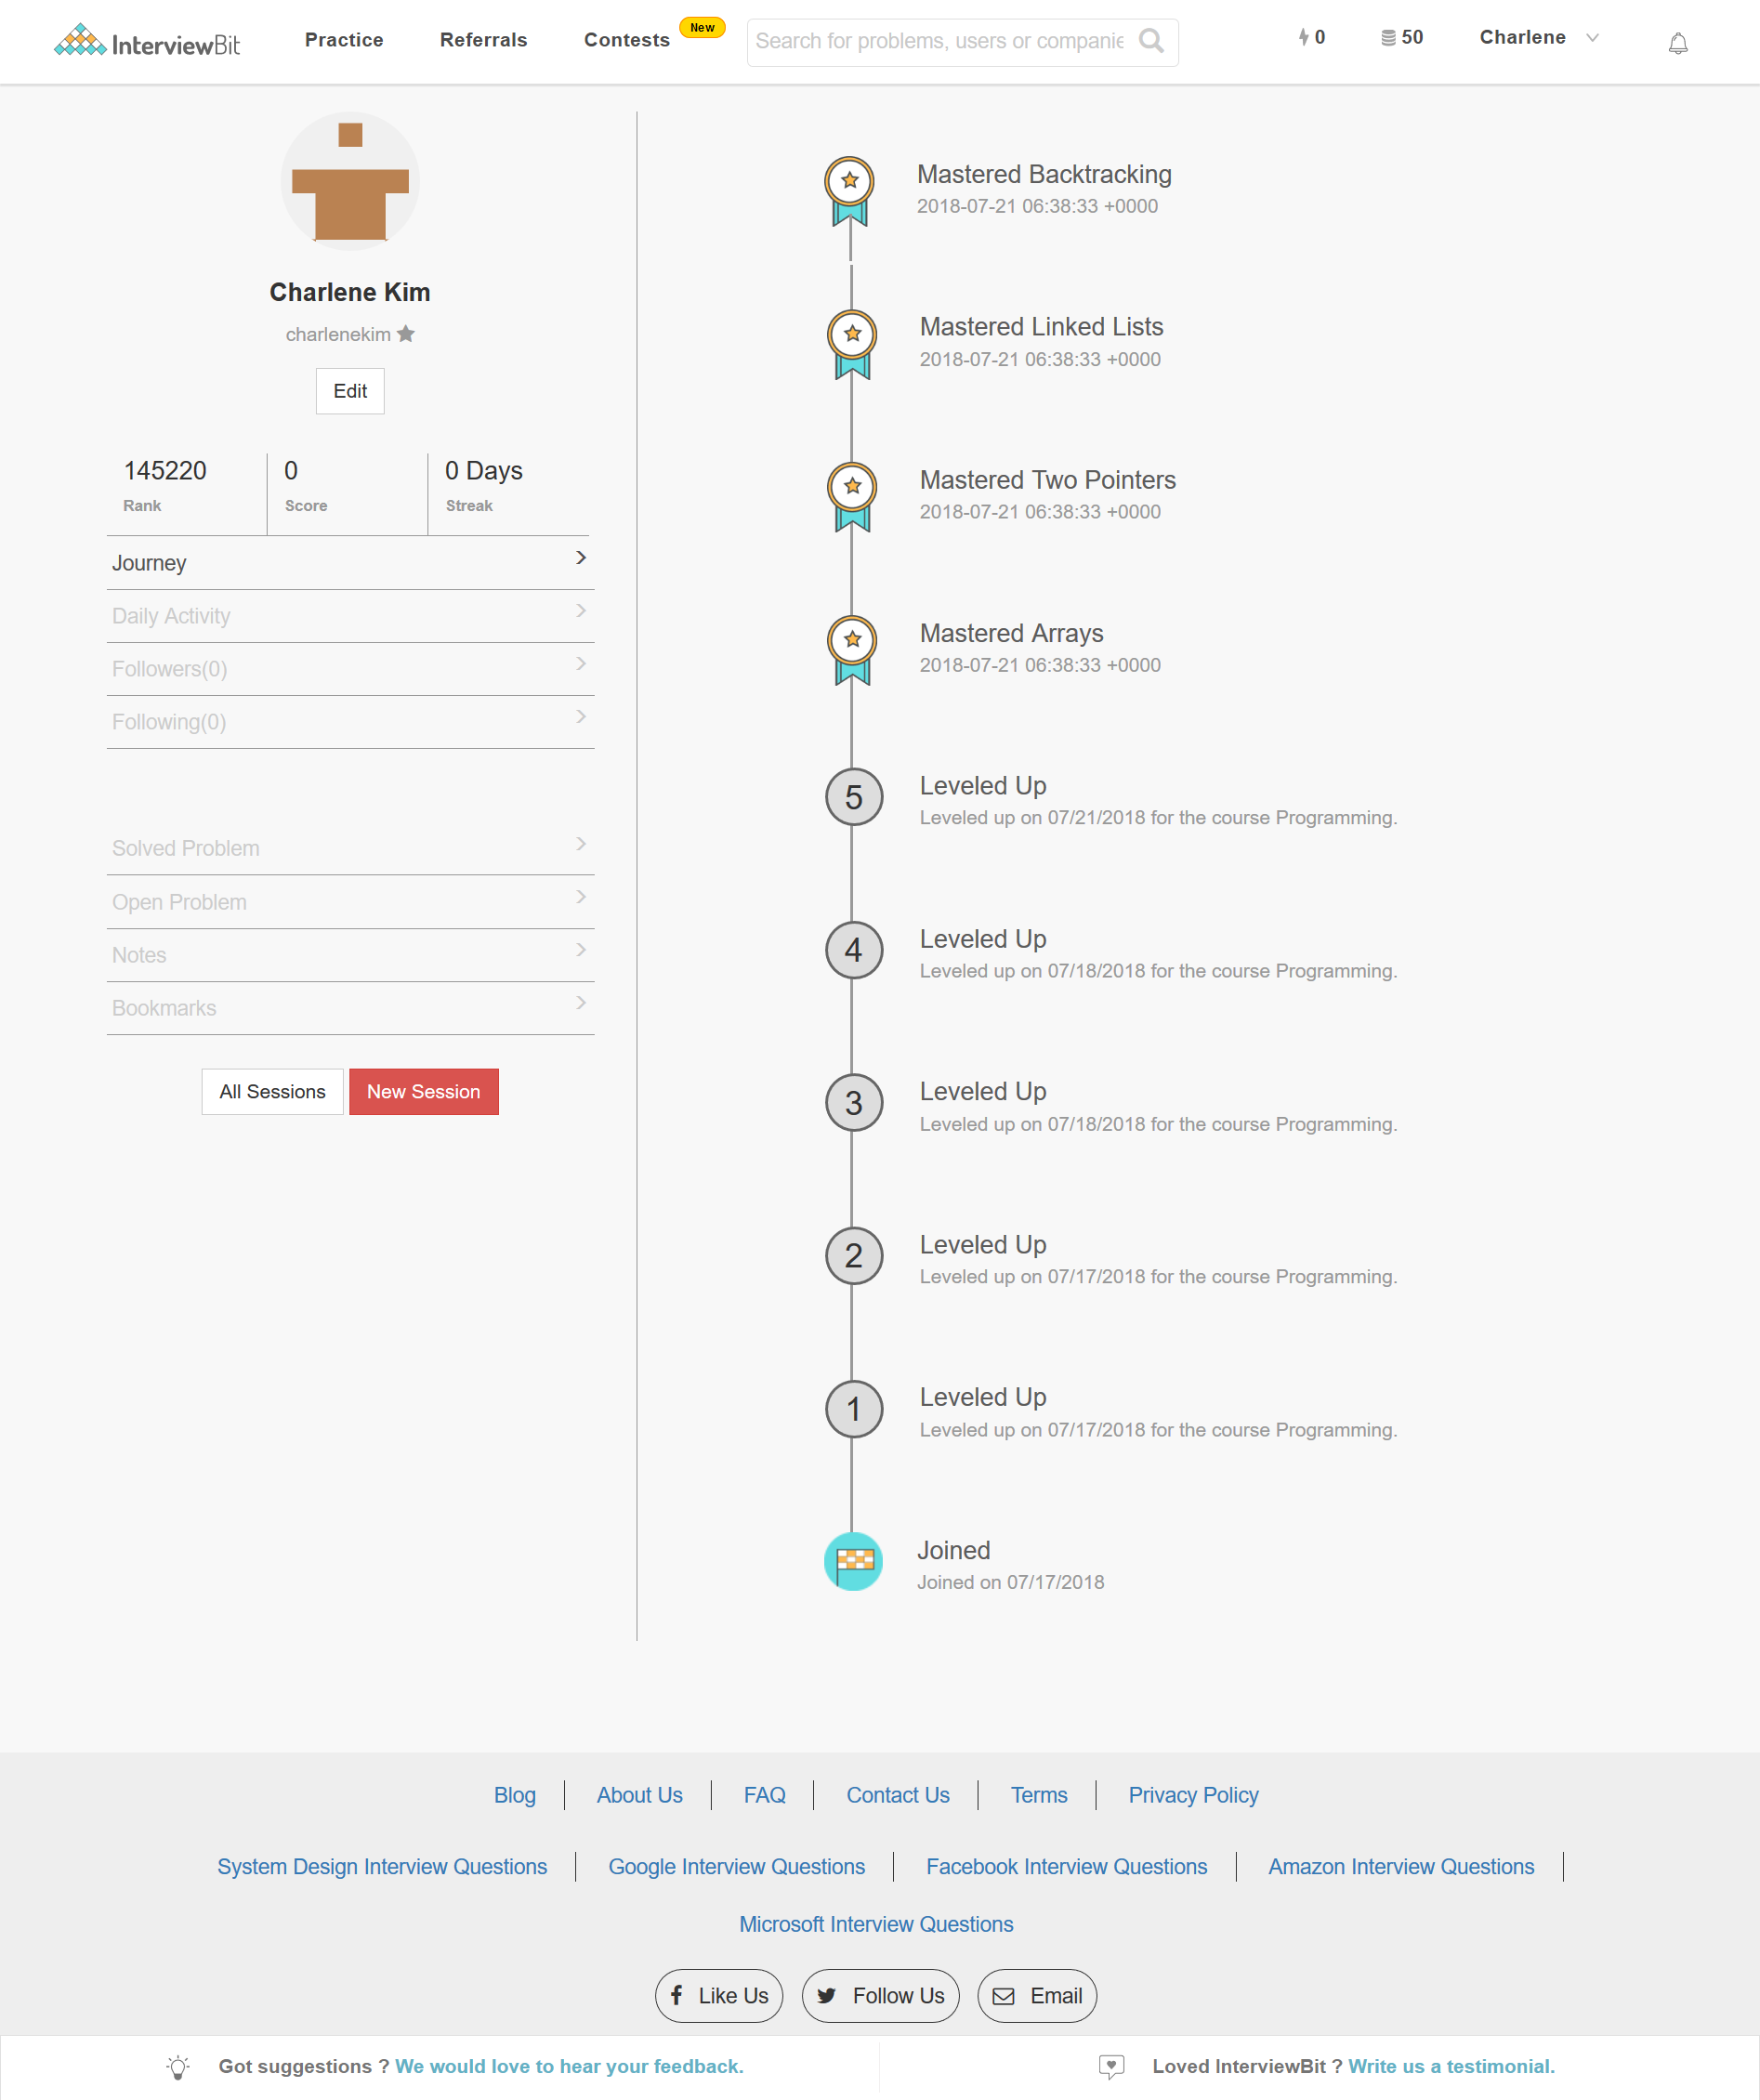 InterviewBit
Practice
Referrals
Contests
New
Search for problems, users or companie
0
50
Charlene
Charlene Kim
charlenekim
Edit
145220
Rank
0
Score
0 Days
Streak
Journey
Daily Activity
Followers(0)
Following(0)
Solved Problem
Open Problem
Notes
Bookmarks
All Sessions
New Session
Mastered Backtracking
2018-07-21 06:38:33 +0000
Mastered Linked Lists
2018-07-21 06:38:33 +0000
Mastered Two Pointers
2018-07-21 06:38:33 +0000
Mastered Arrays
2018-07-21 06:38:33 +0000
5
Leveled Up
Leveled up on 07/21/2018 for the course Programming.
4
Leveled Up
Leveled up on 07/18/2018 for the course Programming.
3
Leveled Up
Leveled up on 07/18/2018 for the course Programming.
2
Leveled Up
Leveled up on 07/17/2018 for the course Programming.
1
Leveled Up
Leveled up on 07/17/2018 for the course Programming.
Joined
Joined on 07/17/2018
Blog
About Us
FAQ
Contact Us
Terms
Privacy Policy
System Design Interview Questions
Google Interview Questions
Facebook Interview Questions
Amazon Interview Questions
Microsoft Interview Questions
Like Us
Follow Us
Email
Got suggestions ? We would love to hear your feedback.
Loved InterviewBit ? Write us a testimonial.